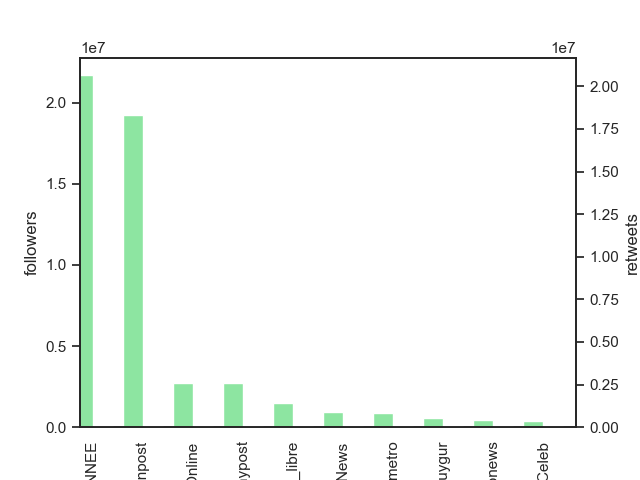 1e7 1e7
2.0
1.5
1.0
0.5
0.0
followers
2.00
1.75
1.50
1.25
1.00
0.75
0.50
0.25
0.00
retweets
NNEE
npost
Online
ypost
_libre
News
metro
uygur
onews
Celeb